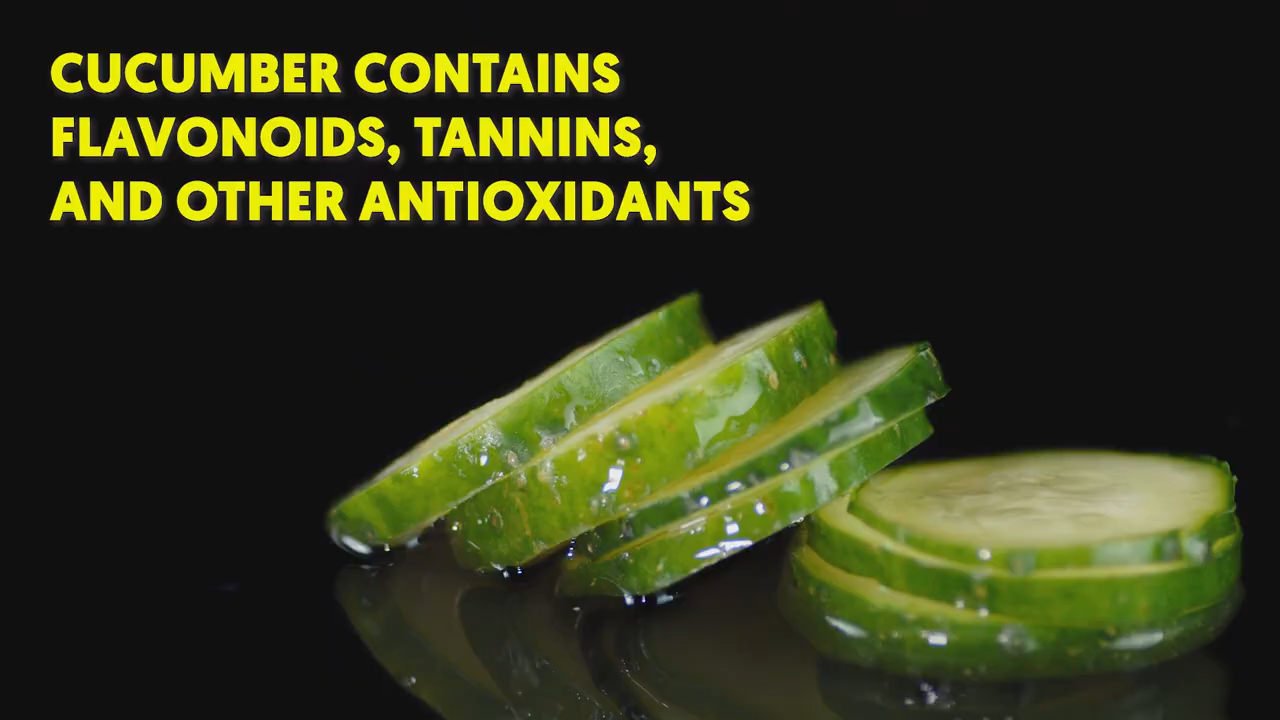 CUCUMBER CONTAINS
FLAVONOIDS, TANNINS,
AND OTHER ANTIOXIDANTS